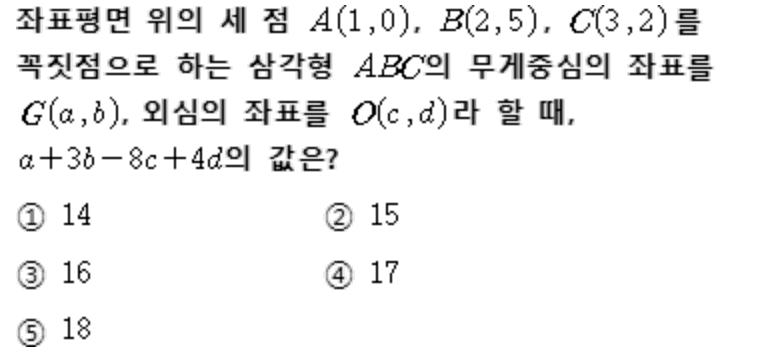 좌표평면 위의 세 점 A(1,0), B(2,5), C(3,2)를
꼭짓점으로 하는 삼각형 ABC의 무게중심의 좌표를
G(a,b), 외심의 좌표를 O(c,d)라 할 때,
a+3b-8c+4d의 값은?
① 14 ② 15
③ 16 ④ 17
⑤ 18